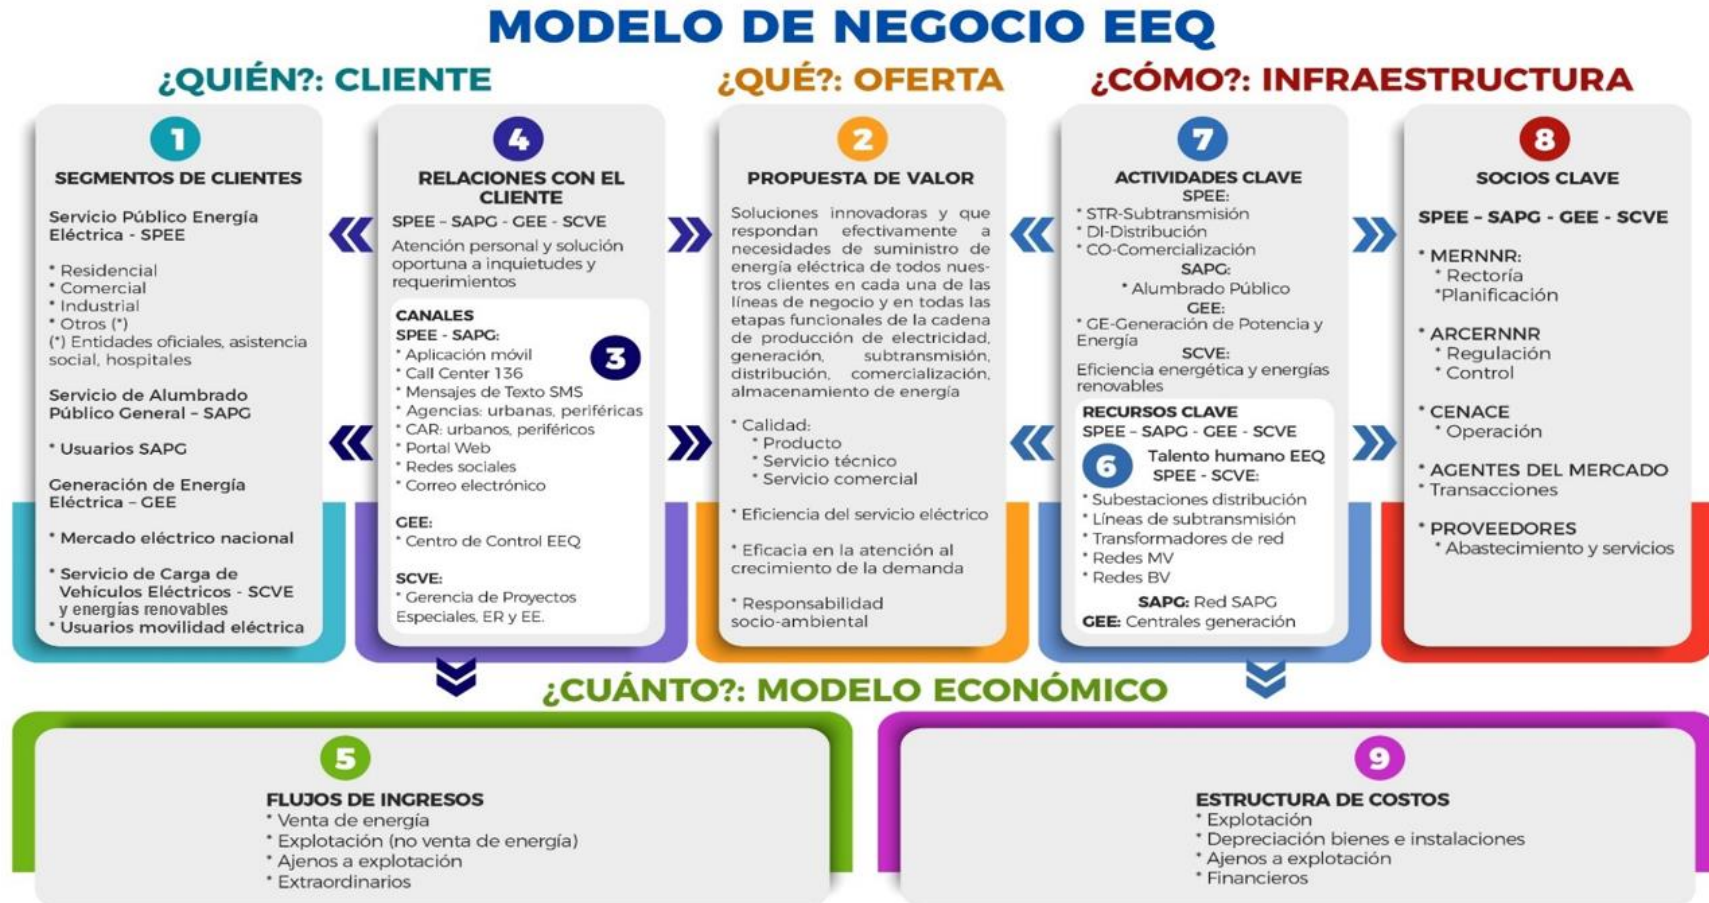 MODELO DE NEGOCIO EEQ
¿QUIÉN?: CLIENTE
¿QUÉ?: OFERTA
¿CÓMO?: INFRAESTRUCTURA
1
SEGMENTOS DE CLIENTES
Servicio Público Energía
Eléctrica - SPEE
* Residencial
* Comercial
* Industrial
* Otros (*)
(*) Entidades oficiales, asistencia
social, hospitales
Servicio de Alumbrado
Público General – SAPG
* Usuarios SAPG
Generación de Energía
Eléctrica – GEE
* Mercado eléctrico nacional
* Servicio de Carga de
Vehículos Eléctricos - SCVE
y energías renovables
* Usuarios movilidad eléctrica
4
RELACIONES CON EL
CLIENTE
SPEE – SAPG - GEE - SCVE
Atención personal y solución
oportuna a inquietudes y
requerimientos
CANALES
SPEE - SAPG:
3
* Aplicación móvil
* Call Center 136
* Mensajes de Texto SMS
* Agencias: urbanas, periféricas
* CAR: urbanos, periféricos
* Portal Web
* Redes sociales
* Correo electrónico
GEE:
* Centro de Control EEQ
SCVE:
* Gerencia de Proyectos
Especiales, ER y EE.
2
PROPUESTA DE VALOR
Soluciones innovadoras y que
respondan efectivamente a
necesidades de suministro de
energía eléctrica de todos nues-
tros clientes en cada una de las
líneas de negocio y en todas las
etapas funcionales de la cadena
de producción de electricidad,
generación, subtransmisión,
distribución, comercialización,
almacenamiento de energía
* Calidad:
* Producto
* Servicio técnico
* Servicio comercial
* Eficiencia del servicio eléctrico
* Eficacia en la atención al
crecimiento de la demanda
* Responsabilidad
socio-ambiental
7
ACTIVIDADES CLAVE
SPEE:
* STR-Subtransmisión
* DI-Distribución
* CO-Comercialización
SAPG:
* Alumbrado Público
GEE:
* GE-Generación de Potencia y
Energía
SCVE:
Eficiencia energética y energías
renovables
RECURSOS CLAVE
SPEE – SAPG - GEE - SCVE
6
Talento humano EEQ
SPEE - SCVE:
* Subestaciones distribución
* Líneas de subtransmisión
* Transformadores de red
* Redes MV
* Redes BV
SAPG: Red SAPG
GEE: Centrales generación
8
SOCIOS CLAVE
SPEE – SAPG - GEE - SCVE
* MERNNR:
* Rectoría
*Planificación
* ARCERNNR
* Regulación
* Control
* CENACE
* Operación
* AGENTES DEL MERCADO
* Transacciones
* PROVEEDORES
* Abastecimiento y servicios
¿CUÁNTO?: MODELO ECONÓMICO
5
FLUJOS DE INGRESOS
* Venta de energía
* Explotación (no venta de energía)
* Ajenos a explotación
* Extraordinarios
9
ESTRUCTURA DE COSTOS
* Explotación
* Depreciación bienes e instalaciones
* Ajenos a explotación
* Financieros